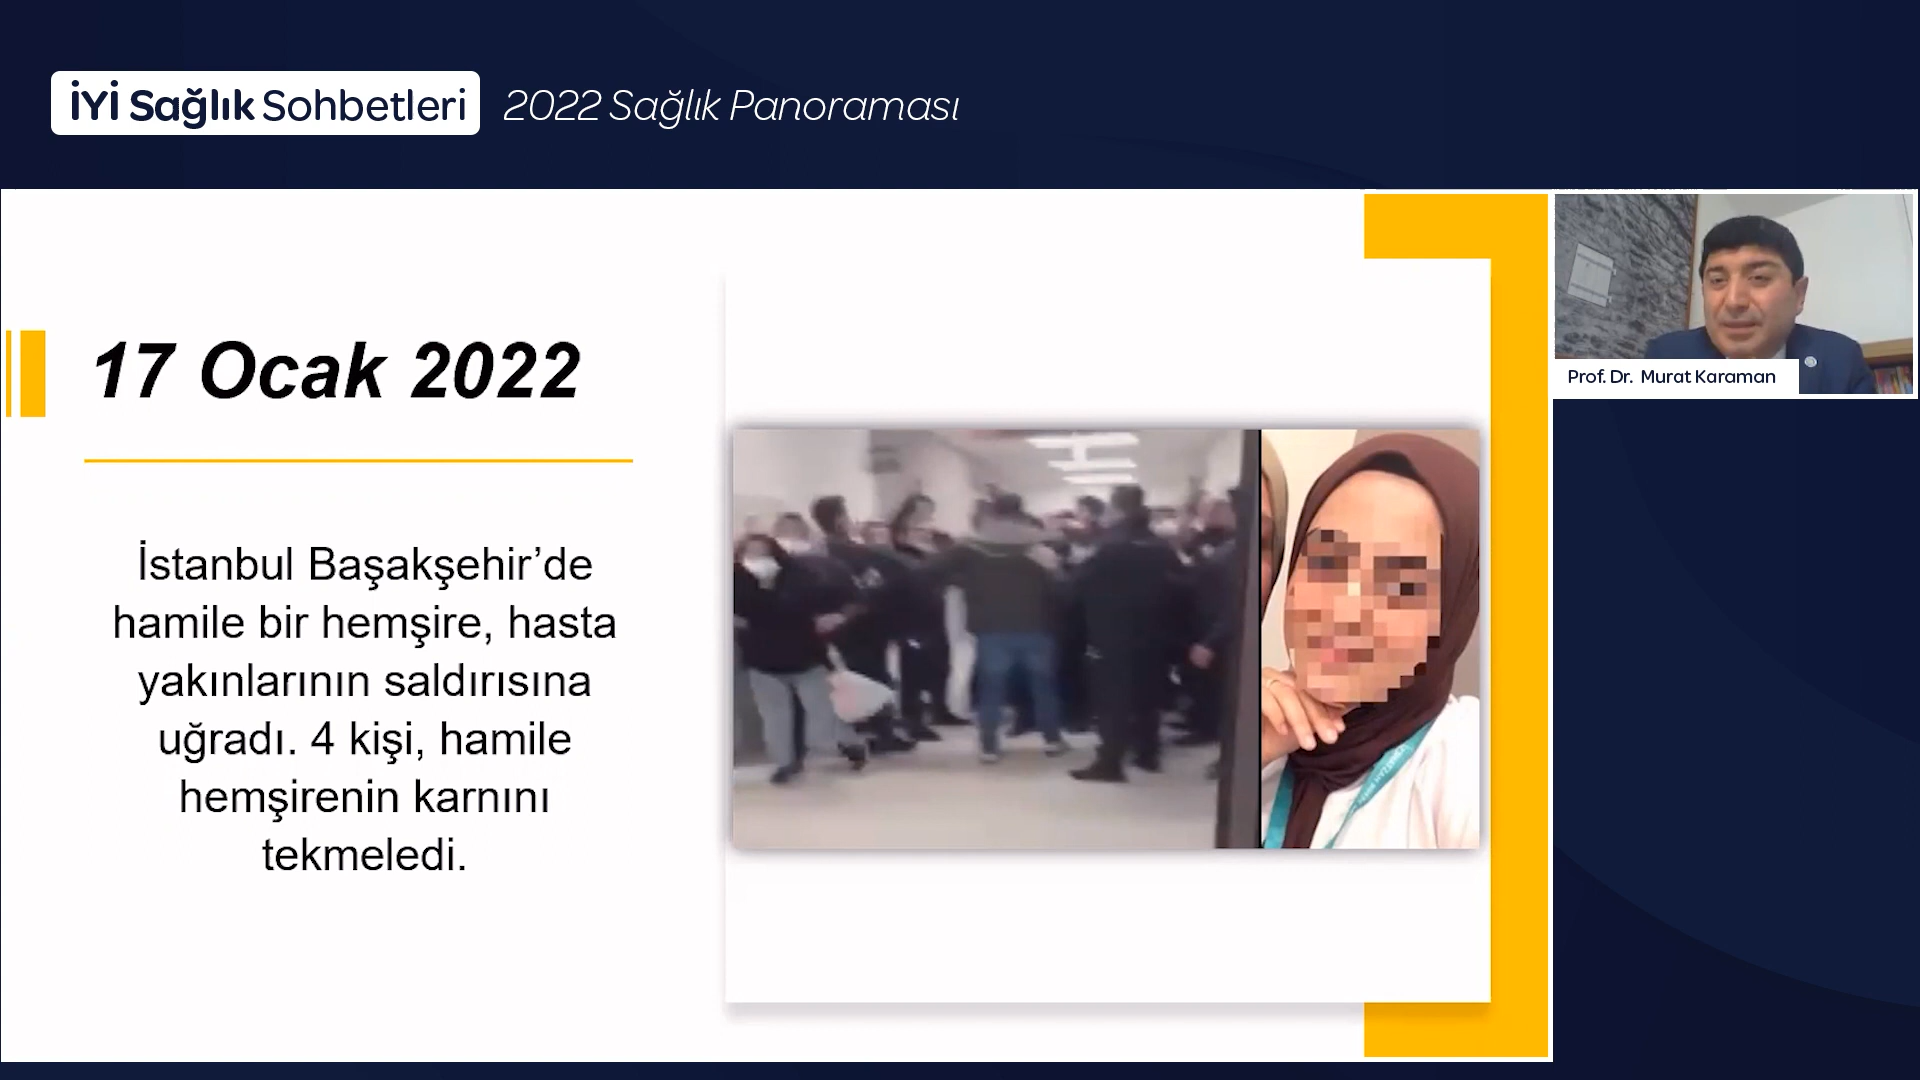 İYİ Sağlık Sohbetleri 2022 Sağlık Panoraması
17 Ocak 2022
İstanbul Başakşehir’de
hamile bir hemşire, hasta
yakınlarının saldırısına
uğradı. 4 kişi, hamile
hemşirenin karnını
tekmeledi.
Prof. Dr. Murat Karaman